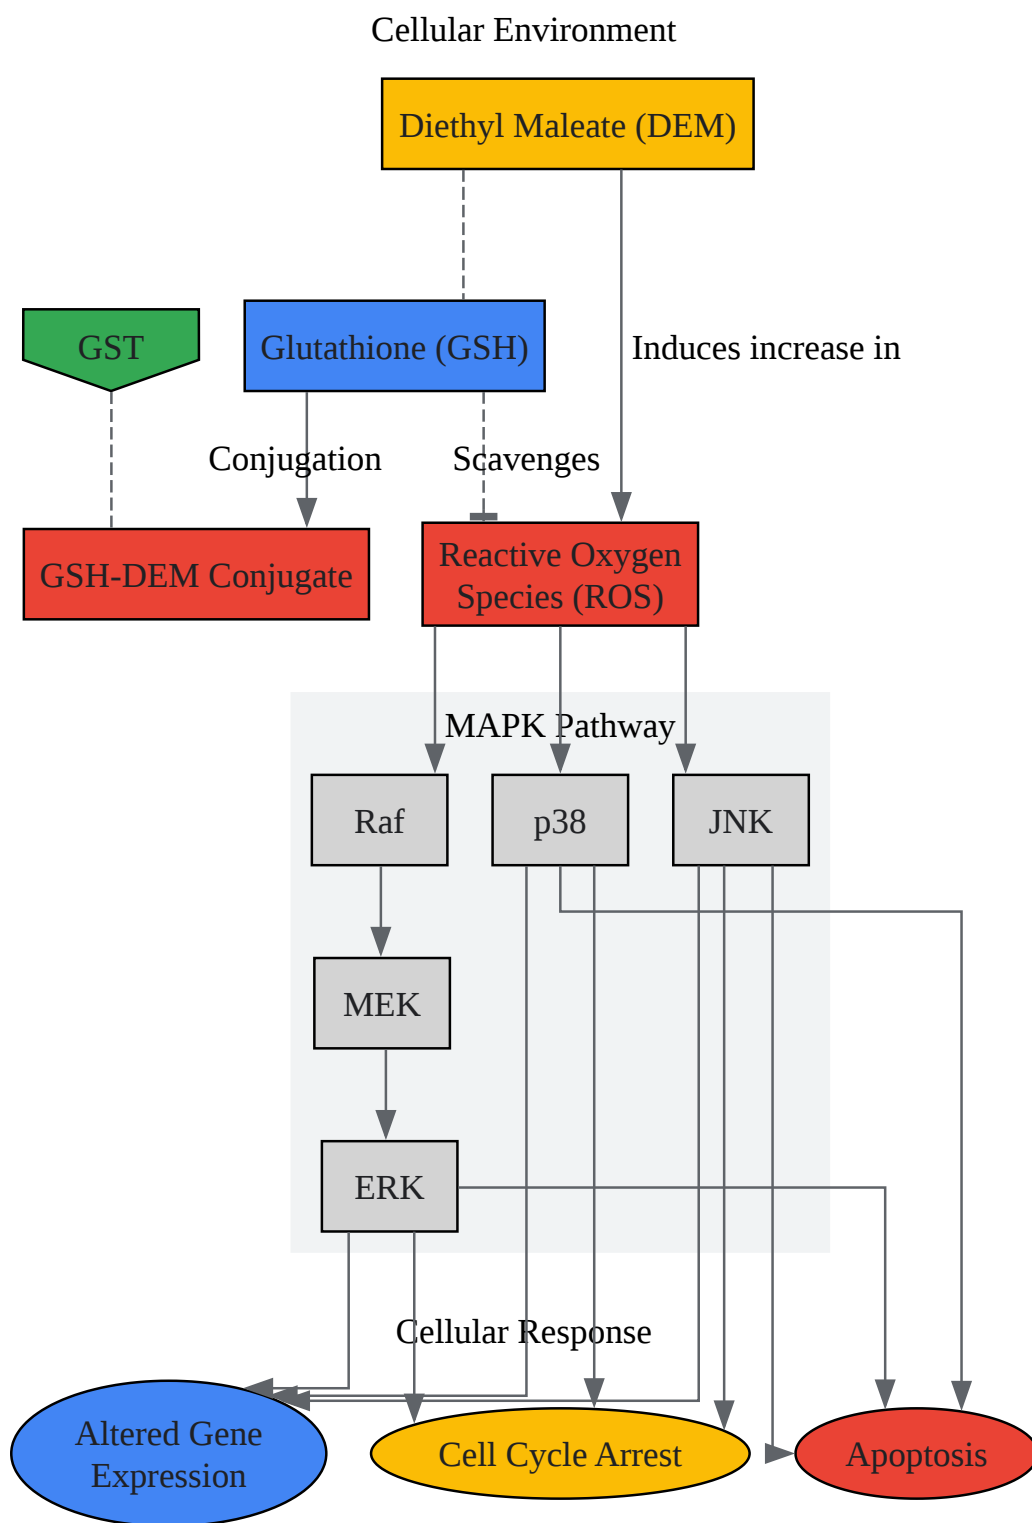 Cellular Environment
Diethyl Maleate (DEM)
GST
Glutathione (GSH)
Induces increase in
Conjugation
Scavenges
GSH-DEM Conjugate
Reactive Oxygen
Species (ROS)
MAPK Pathway
Raf
p38
JNK
MEK
ERK
Cellular Response
Altered Gene
Expression
Cell Cycle Arrest
Apoptosis